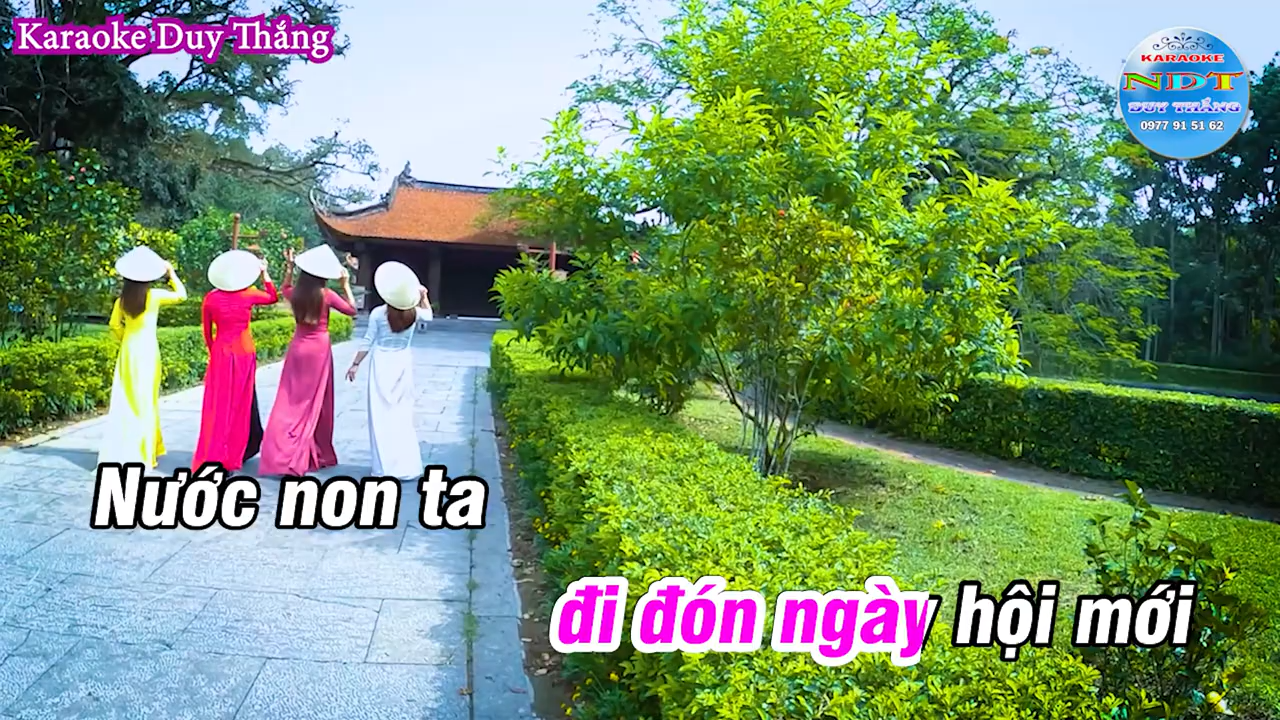 Karaoke Duy Thắng
KARAOKE
NDT
DUY THẮNG
0977 91 51 62
Nước non ta
đi đón ngày hội mới